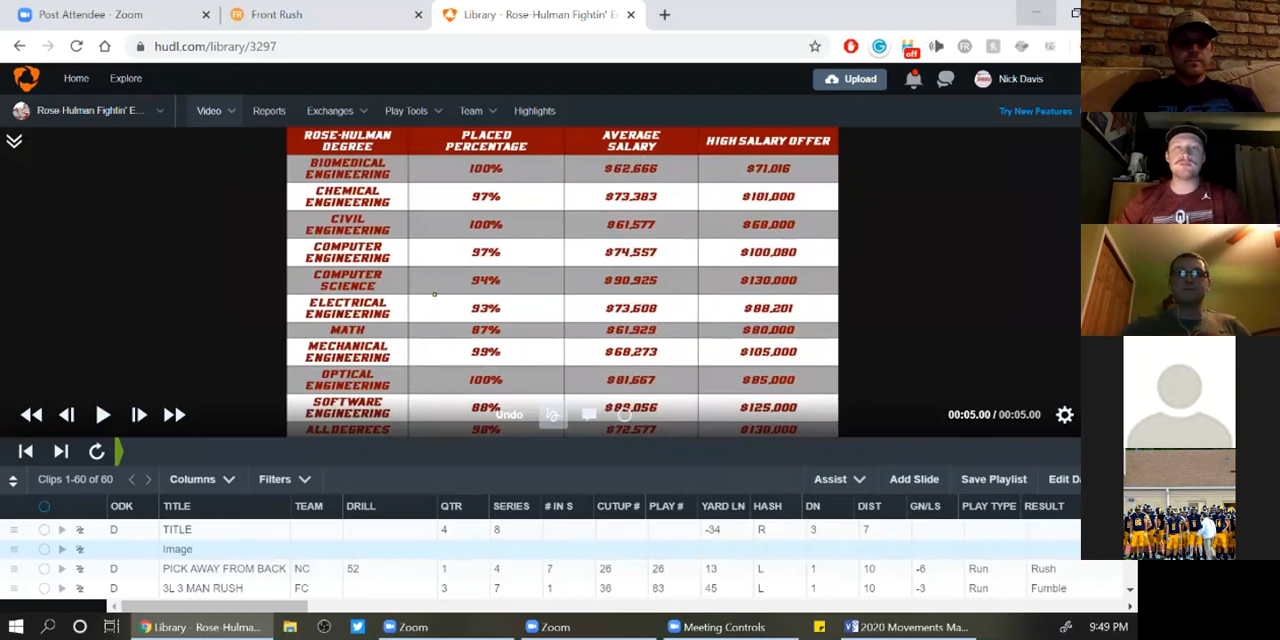 Post Attendee - Zoom
Front Rush
Library - Rose-Hulman Fightin' E
hudl.com/library/3297
off
FR
Home Explore
Upload
Nick Davis
Rose-Hulman Fightin' E... Video Reports Exchanges Play Tools Team Highlights Try New Features
ROSE-HULMAN DEGREE PLACED PERCENTAGE AVERAGE SALARY HIGH SALARY OFFER
BIOMEDICAL ENGINEERING 100% $62,666 $71,016
CHEMICAL ENGINEERING 97% $73,383 $101,000
CIVIL ENGINEERING 100% $61,577 $68,000
COMPUTER ENGINEERING 97% $74,557 $100,080
COMPUTER SCIENCE 94% $90,925 $130,000
ELECTRICAL ENGINEERING 93% $73,608 $88,201
MATH 87% $61,929 $80,000
MECHANICAL ENGINEERING 99% $68,273 $105,000
OPTICAL ENGINEERING 100% $81,667 $85,000
SOFTWARE ENGINEERING 88% $125,000
Undo
00:05.00 / 00:05.00
ALL DEGREES 98% $72,577 $130,000
Clips 1-60 of 60 Columns Filters Assist Add Slide Save Playlist Edit Da
ODK TITLE TEAM DRILL QTR SERIES # IN S CUTUP # PLAY # YARD LN HASH DN DIST GN/LS PLAY TYPE RESULT
D TITLE 4 8 -34 R 3 7
Image
D PICK AWAY FROM BACK NC 52 1 4 7 26 26 13 L 1 10 -6 Run Rush
D 3L 3 MAN RUSH FC 3 7 1 36 83 45 L 1 10 -3 Run Fumble
Library - Rose-Hulma... Zoom Zoom Meeting Controls 2020 Movements Ma... 9:49 PM